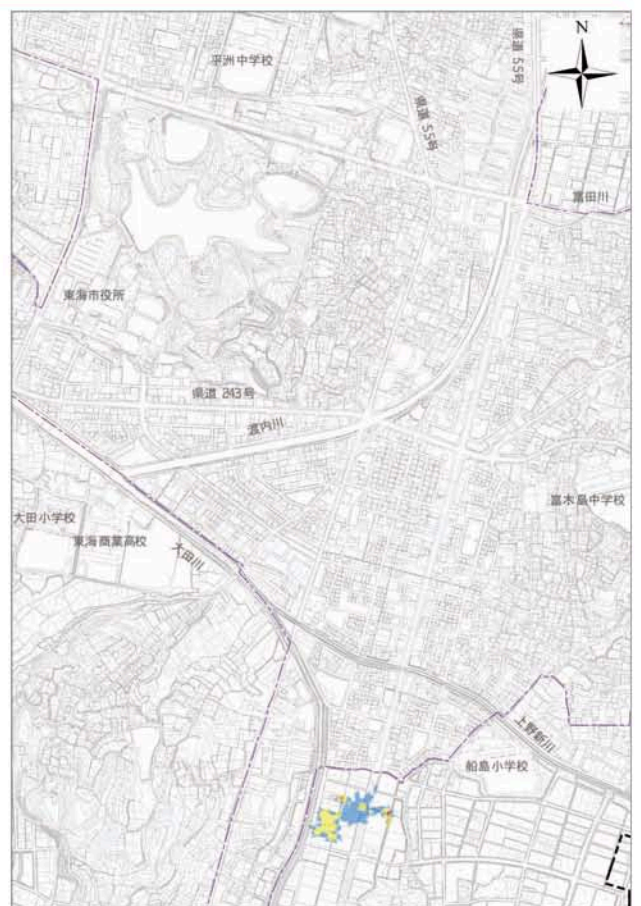 N
平洲中学校
県道 55号
県道 55号
富田川
東海市役所
県道 243号
渡内川
富木島中学校
大田小学校
東海商業高校
大田川
上野新川
船島小学校